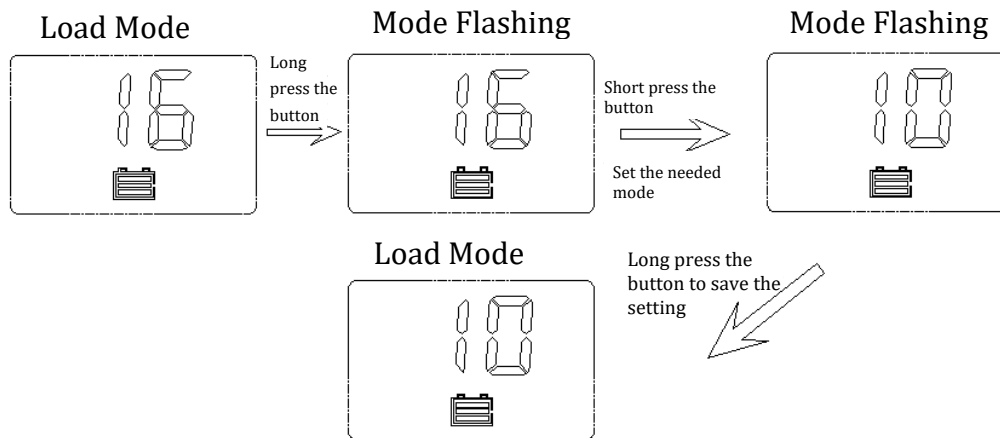 Load Mode
Mode Flashing
Mode Flashing
16
Long
press the
button
16
Short press the
button
Set the needed
mode
10
Load Mode
10
Long press the
button to save the
setting